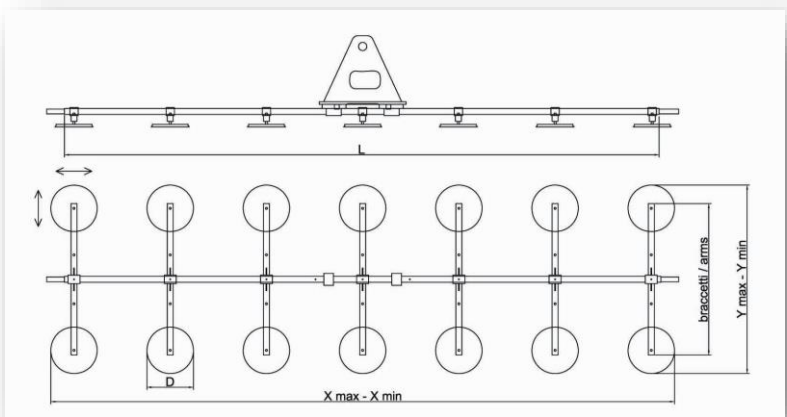 L
braccetti / arms
Y max - Y min
D
X max - X min